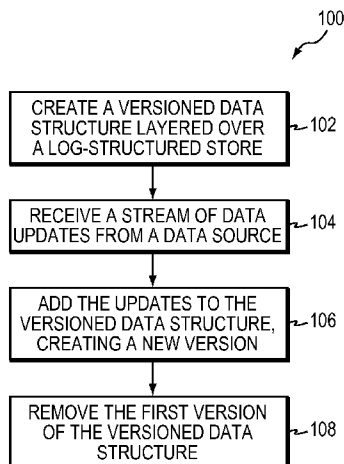 100
CREATE A VERSIONED DATA
STRUCTURE LAYERED OVER
A LOG-STRUCTURED STORE
102
RECEIVE A STREAM OF DATA
UPDATES FROM A DATA SOURCE
104
ADD THE UPDATES TO THE
VERSIONED DATA STRUCTURE,
CREATING A NEW VERSION
106
REMOVE THE FIRST VERSION
OF THE VERSIONED DATA
STRUCTURE
108